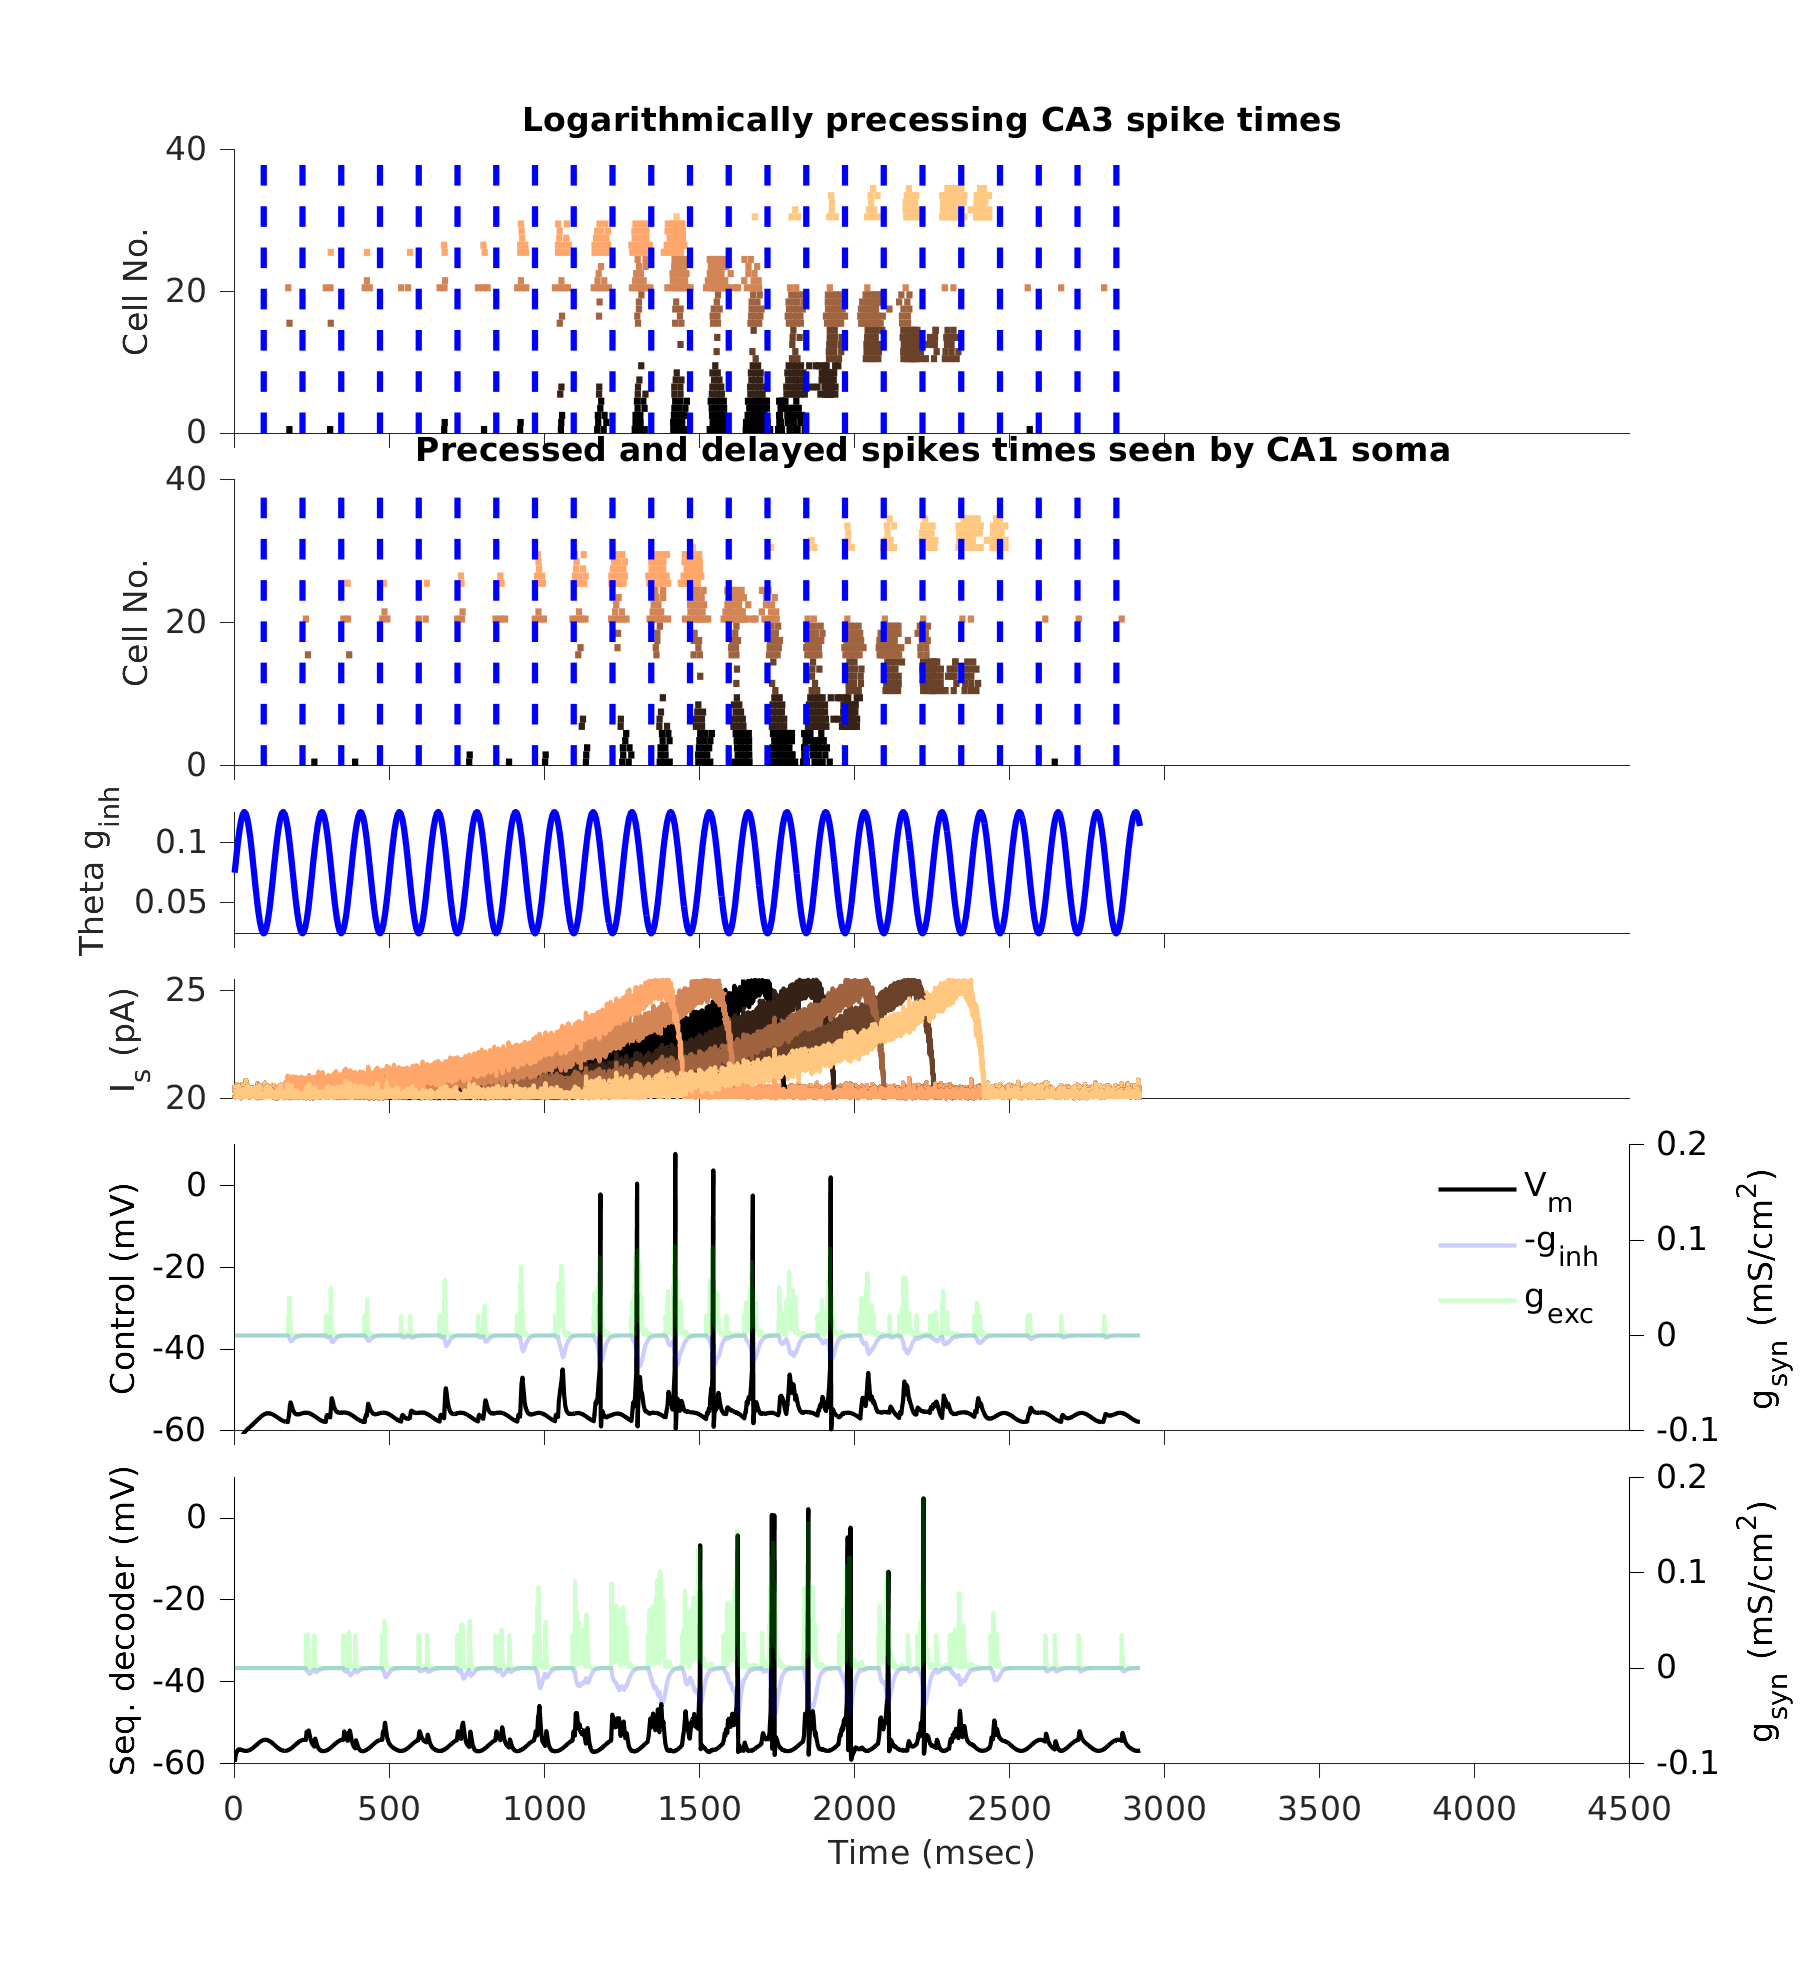 Logarithmically precessing CA3 spike times
40
20
0
Cell No.
Precessed and delayed spikes times seen by CA1 soma
40
20
0
Cell No.
0.1
0.05
Theta g_inh
25
20
I_s (pA)
0
-20
-40
-60
Control (mV)
V_m
-g_inh
g_exc
0.2
0.1
0
-0.1
g_syn (mS/cm²)
0
-20
-40
-60
Seq. decoder (mV)
0.2
0.1
0
-0.1
g_syn (mS/cm²)
0 500 1000 1500 2000 2500 3000 3500 4000 4500
Time (msec)